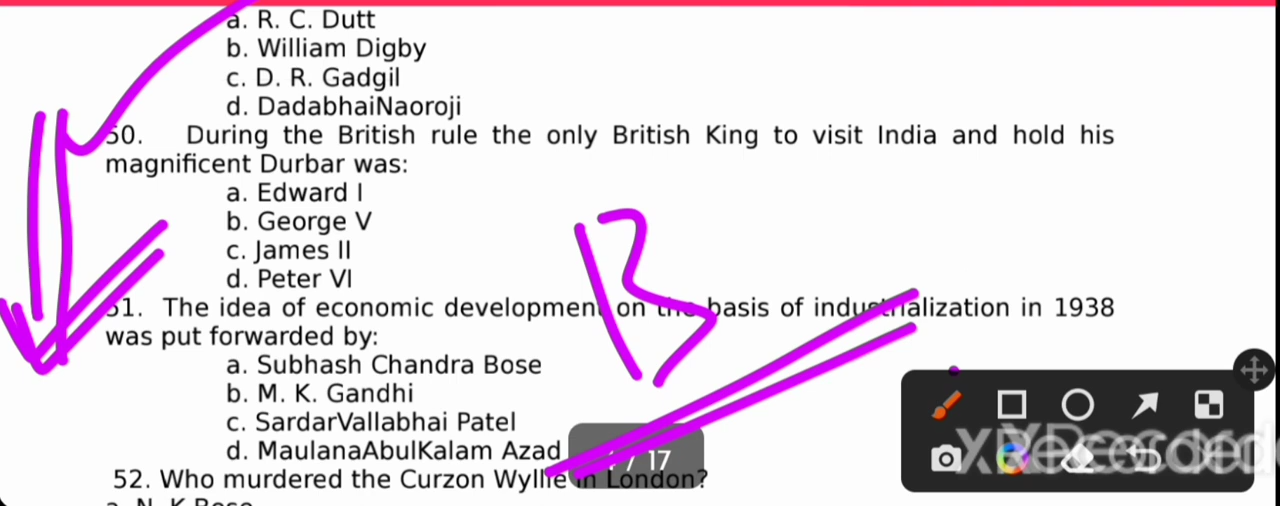 a. R. C. Dutt
b. William Digby
c. D. R. Gadgil
d. DadabhaiNaoroji
50. During the British rule the only British King to visit India and hold his
magnificent Durbar was:
a. Edward I
b. George V
c. James II
d. Peter VI
B
51. The idea of economic development on the basis of industrialization in 1938
was put forwarded by:
a. Subhash Chandra Bose
b. M. K. Gandhi
c. SardarVallabhai Patel
d. MaulanaAbulKalam Azad
/ 17
52. Who murdered the Curzon Wyllie in London?
a. N. K Bose